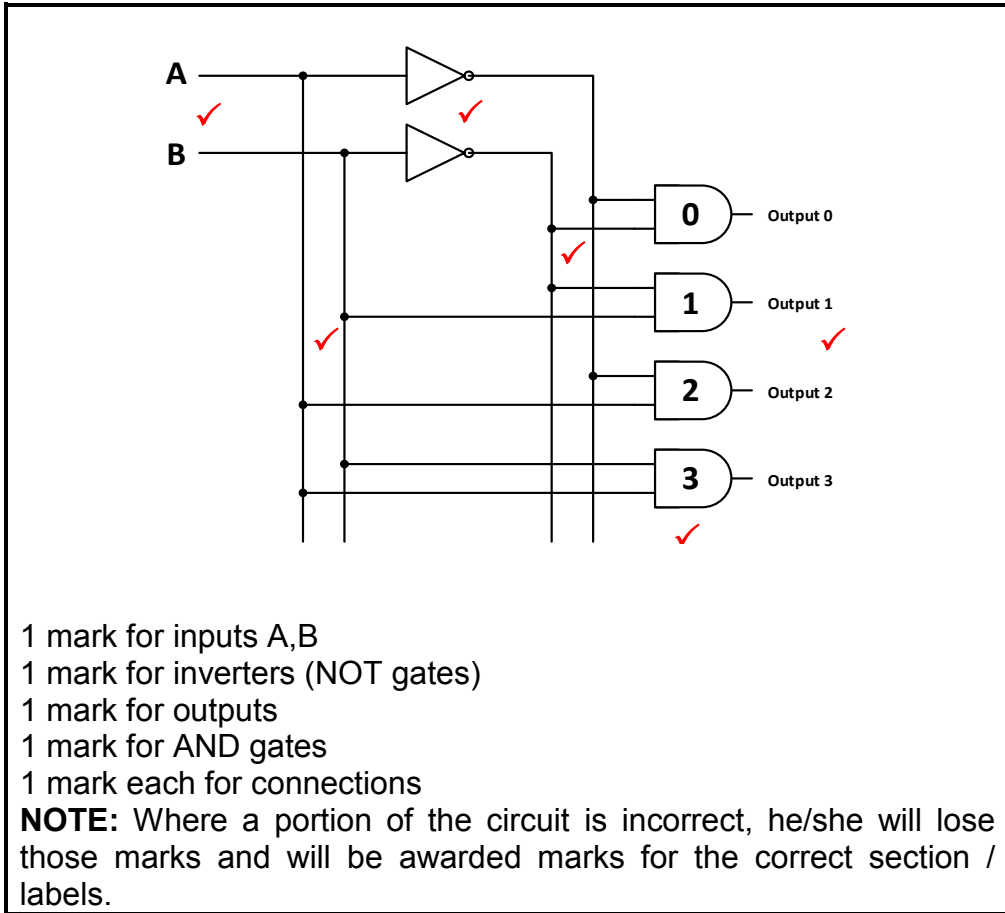 A
B
0 Output 0
1 Output 1
2 Output 2
3 Output 3
1 mark for inputs A,B
1 mark for inverters (NOT gates)
1 mark for outputs
1 mark for AND gates
1 mark each for connections
NOTE: Where a portion of the circuit is incorrect, he/she will lose
those marks and will be awarded marks for the correct section /
labels.